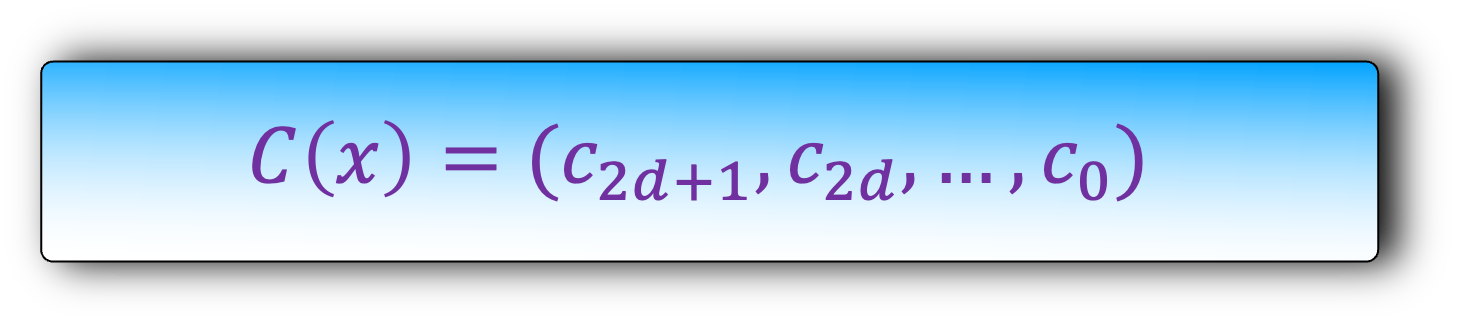 C(x) = (c_{2d+1}, c_{2d}, ..., c_0)